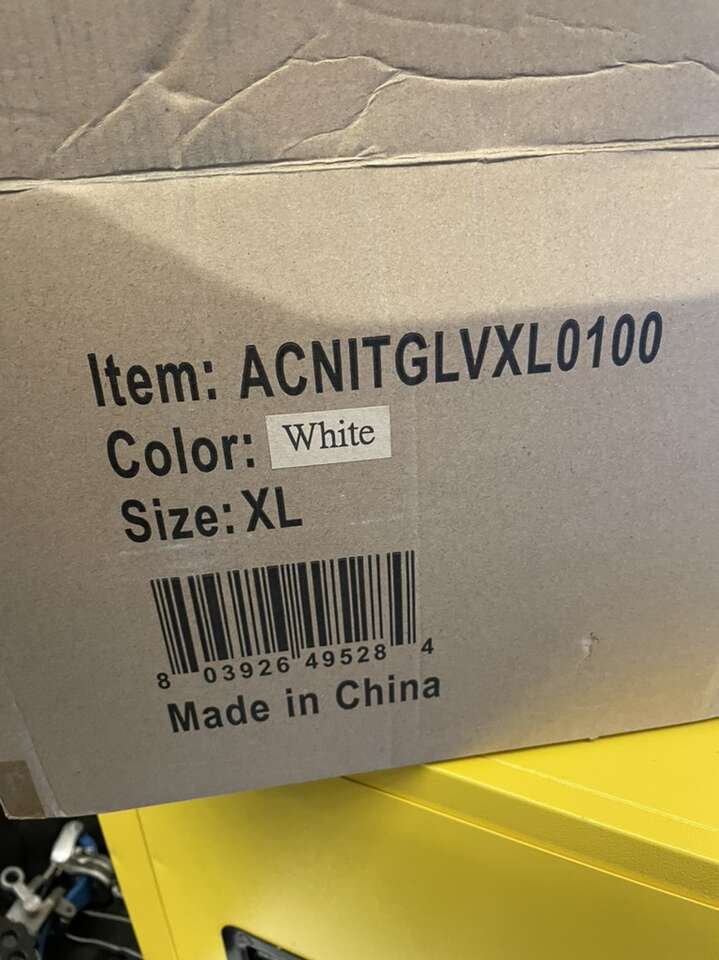 Item: ACNITGLVXL0100
Color: White
Size: XL
8 03926 49528 4
Made in China